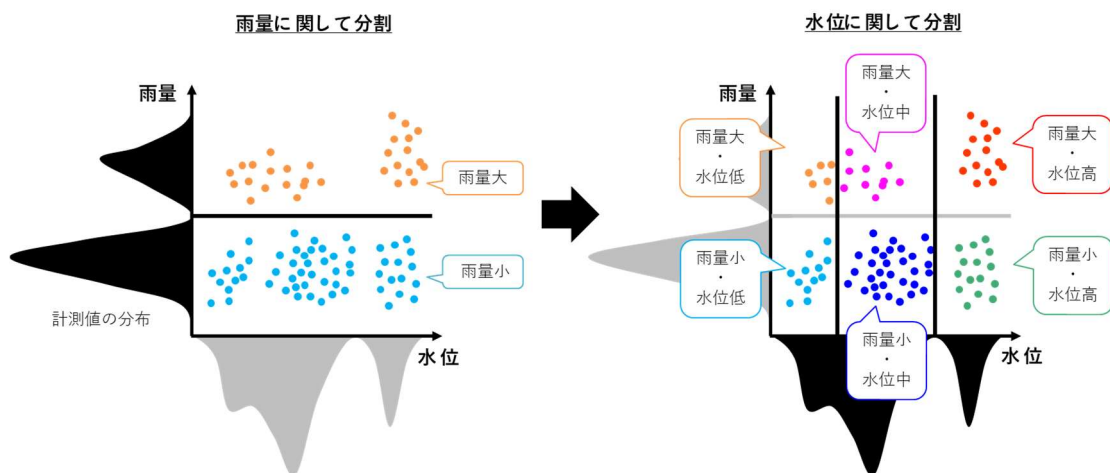 雨量に関して分割
雨量
雨量大
雨量小
計測値の分布
水位
水位に関して分割
雨量
雨量大
・
水位中
雨量大
・
水位低
雨量大
・
水位高
雨量小
・
水位低
雨量小
・
水位高
水位
雨量小
・
水位中